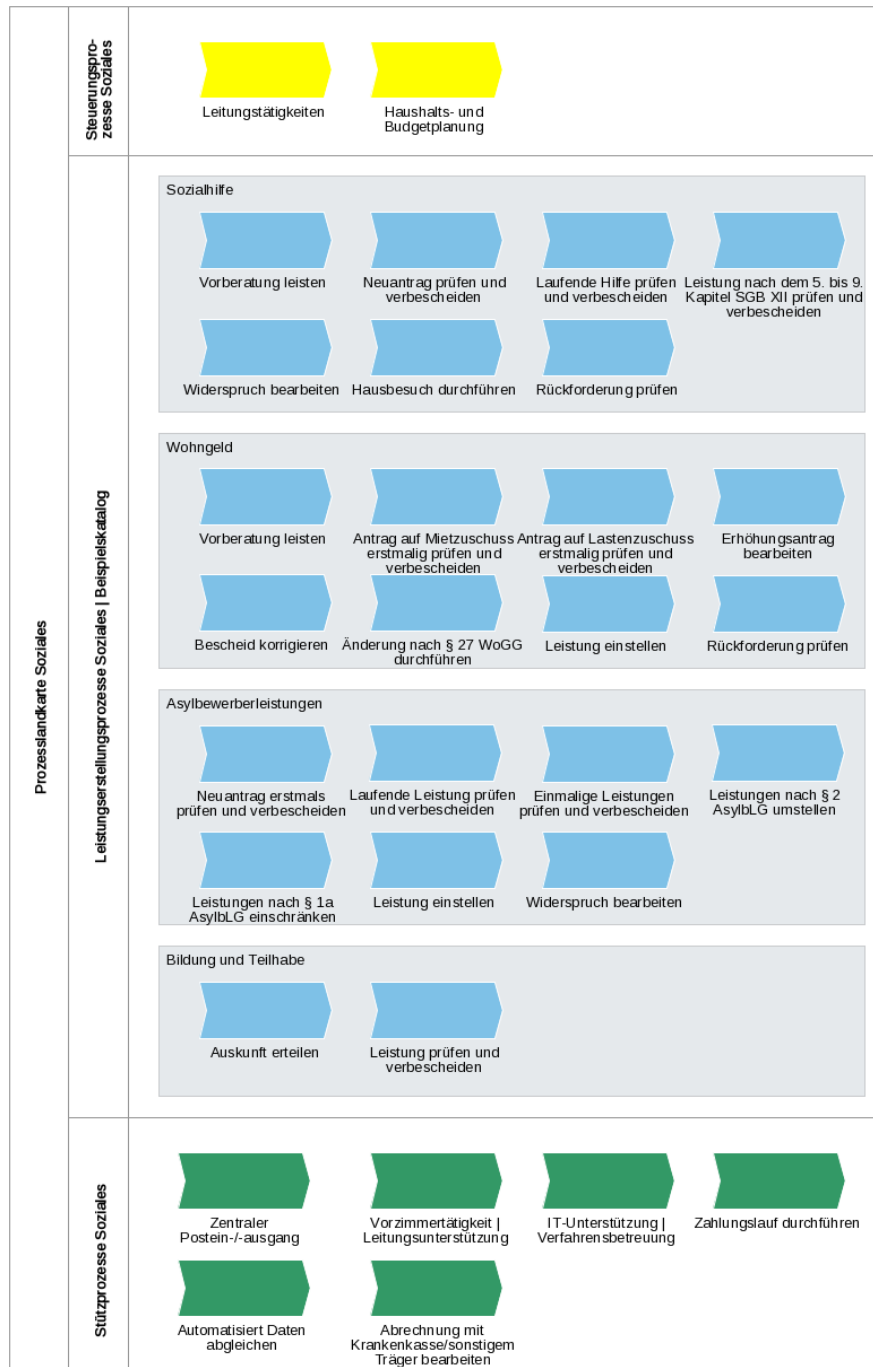 Prozesslandkarte Soziales
Steuerungspro-
zesse Soziales
Leitungstätigkeiten
Haushalts- und
Budgetplanung
Leistungserstellungsprozesse Soziales | Beispielskatalog
Sozialhilfe
Vorberatung leisten
Neuantrag prüfen und
verbescheiden
Laufende Hilfe prüfen
und verbescheiden
Leistung nach dem 5. bis 9.
Kapitel SGB XII prüfen und
verbescheiden
Widerspruch bearbeiten
Hausbesuch durchführen
Rückforderung prüfen
Wohngeld
Vorberatung leisten
Antrag auf Mietzuschuss
erstmalig prüfen und
verbescheiden
Antrag auf Lastenzuschuss
erstmalig prüfen und
verbescheiden
Erhöhungsantrag
bearbeiten
Bescheid korrigieren
Änderung nach § 27 WoGG
durchführen
Leistung einstellen
Rückforderung prüfen
Asylbewerberleistungen
Neuantrag erstmals
prüfen und verbescheiden
Laufende Leistung prüfen
und verbescheiden
Einmalige Leistungen
prüfen und verbescheiden
Leistungen nach § 2
AsylbLG umstellen
Leistungen nach § 1a
AsylbLG einschränken
Leistung einstellen
Widerspruch bearbeiten
Bildung und Teilhabe
Auskunft erteilen
Leistung prüfen und
verbescheiden
Stützprozesse Soziales
Zentraler
Postein-/-ausgang
Vorzimmertätigkeit |
Leitungsunterstützung
IT-Unterstützung |
Verfahrensbetreuung
Zahlungslauf durchführen
Automatisiert Daten
abgleichen
Abrechnung mit
Krankenkasse/sonstigem
Träger bearbeiten